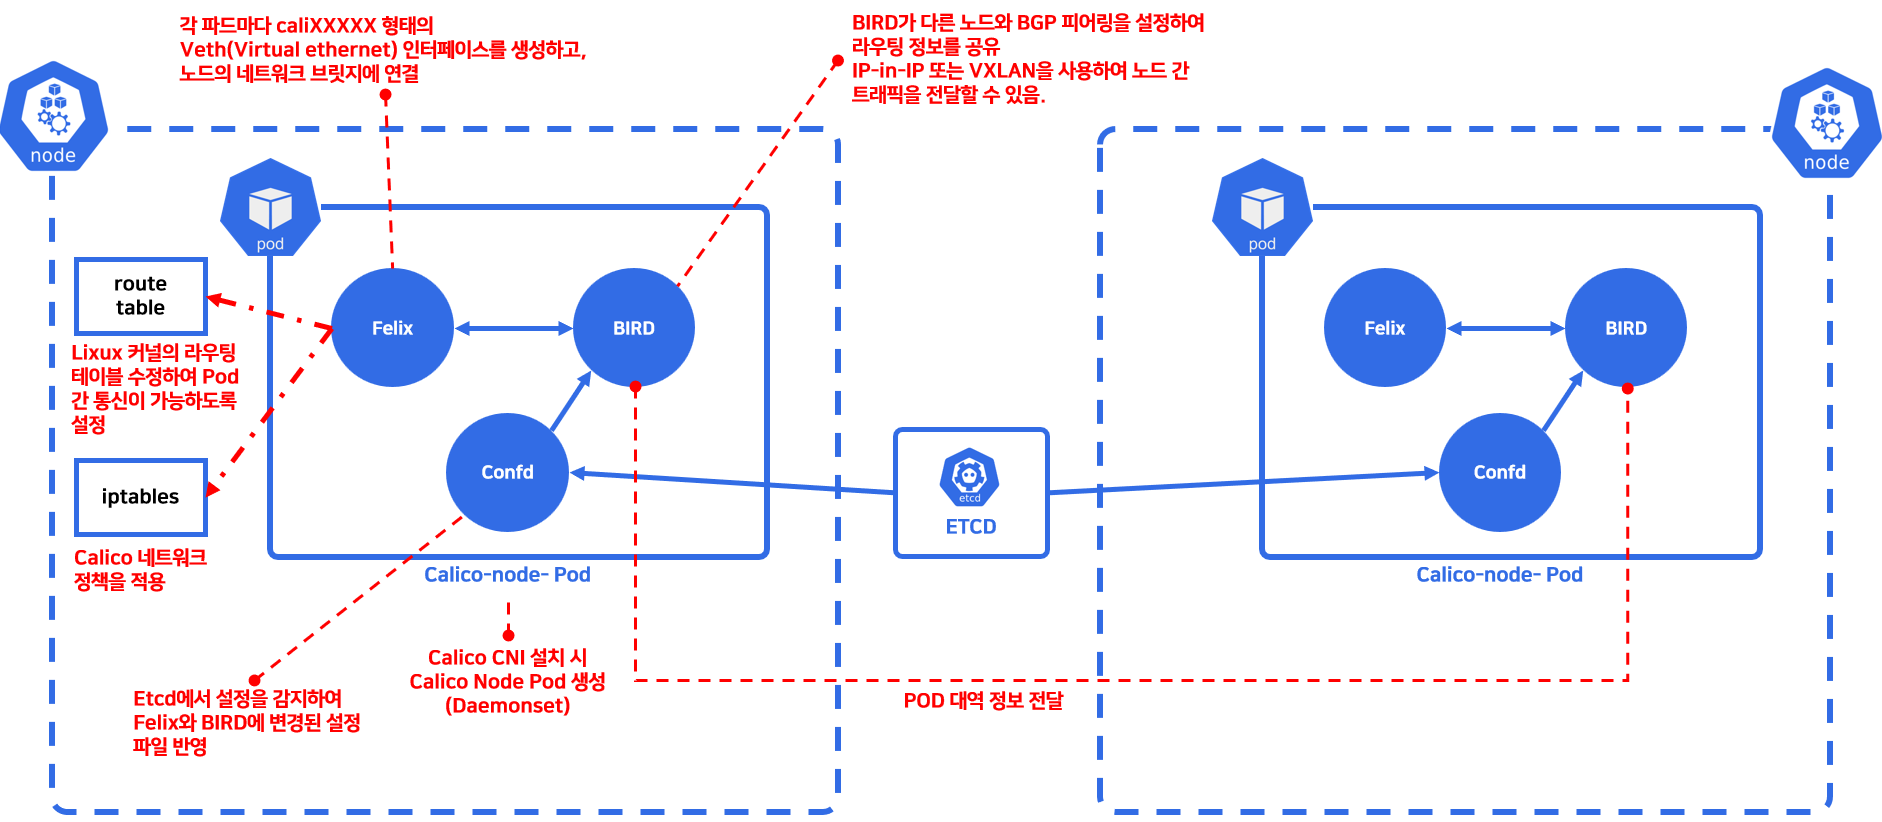 각 파드마다 caliXXXXX 형태의
Veth(Virtual ethernet) 인터페이스를 생성하고,
노드의 네트워크 브릿지에 연결
BIRD가 다른 노드와 BGP 피어링을 설정하여
라우팅 정보를 공유
IP-in-IP 또는 VXLAN을 사용하여 노드 간
트래픽을 전달할 수 있음.
node
node
pod
pod
route
table
Felix
BIRD
Felix
BIRD
Lixux 커널의 라우팅
테이블 수정하여 Pod
간 통신이 가능하도록
설정
Confd
etcd
ETCD
Confd
iptables
Calico 네트워크
정책을 적용
Calico-node- Pod
Calico-node- Pod
Calico CNI 설치 시
Calico Node Pod 생성
(Daemonset)
Etcd에서 설정을 감지하여
Felix와 BIRD에 변경된 설정
파일 반영
POD 대역 정보 전달